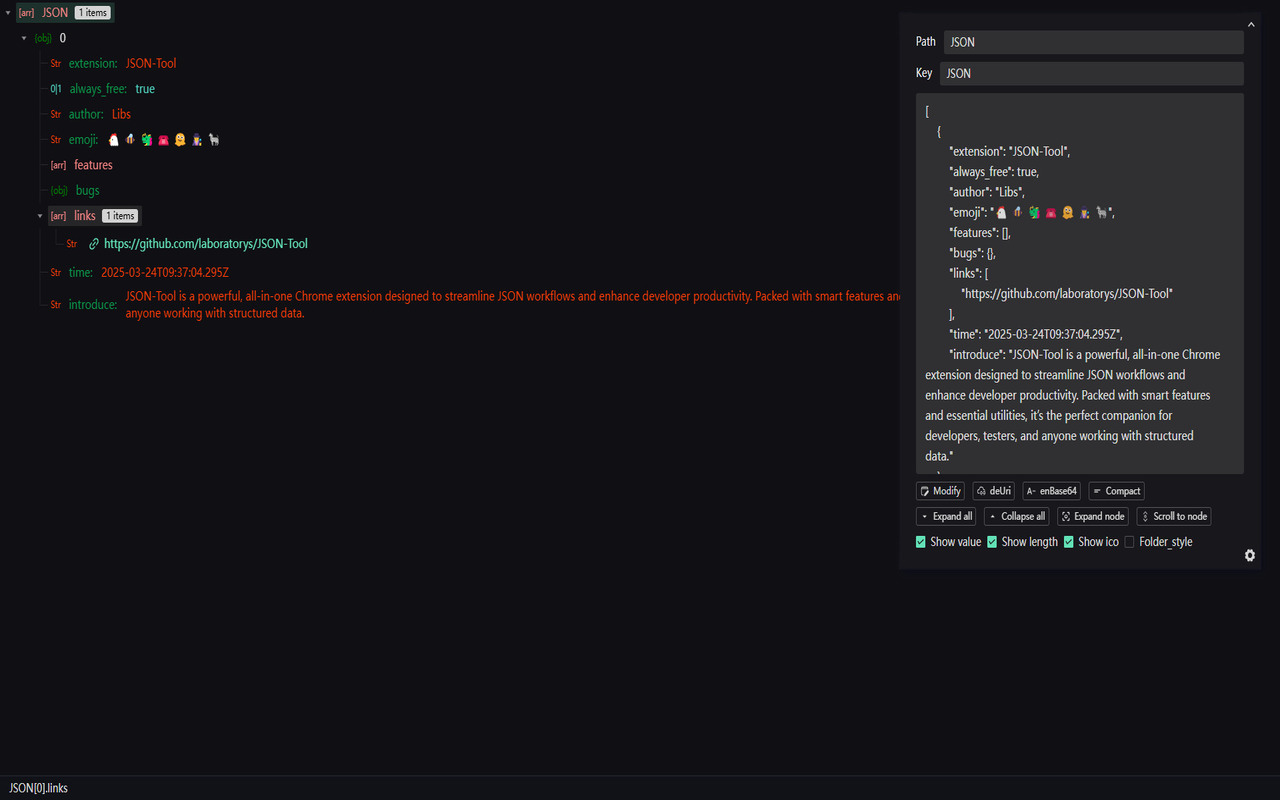 [arr] JSON 1 items
{obj} 0
Str extension: JSON-Tool
0|1 always_free: true
Str author: Libs
Str emoji: 🐔 🐝 🐲 👛 🤗 🧙 🐐
[arr] features
{obj} bugs
[arr] links 1 items
Str https://github.com/laboratorys/JSON-Tool
Str time: 2025-03-24T09:37:04.295Z
Str introduce: JSON-Tool is a powerful, all-in-one Chrome extension designed to streamline JSON workflows and enhance developer productivity. Packed with smart features an
anyone working with structured data.
Path JSON
Key JSON
[
{
"extension": "JSON-Tool",
"always_free": true,
"author": "Libs",
"emoji": "🐔 🐝 🐲 👛 🤗 🧙 🐐",
"features": [],
"bugs": {},
"links": [
"https://github.com/laboratorys/JSON-Tool"
],
"time": "2025-03-24T09:37:04.295Z",
"introduce": "JSON-Tool is a powerful, all-in-one Chrome
extension designed to streamline JSON workflows and
enhance developer productivity. Packed with smart features
and essential utilities, it's the perfect companion for
developers, testers, and anyone working with structured
data."
Modify deUri A- enBase64 Compact
Expand all Collapse all Expand node Scroll to node
Show value Show length Show ico Folder_style
JSON[0].links